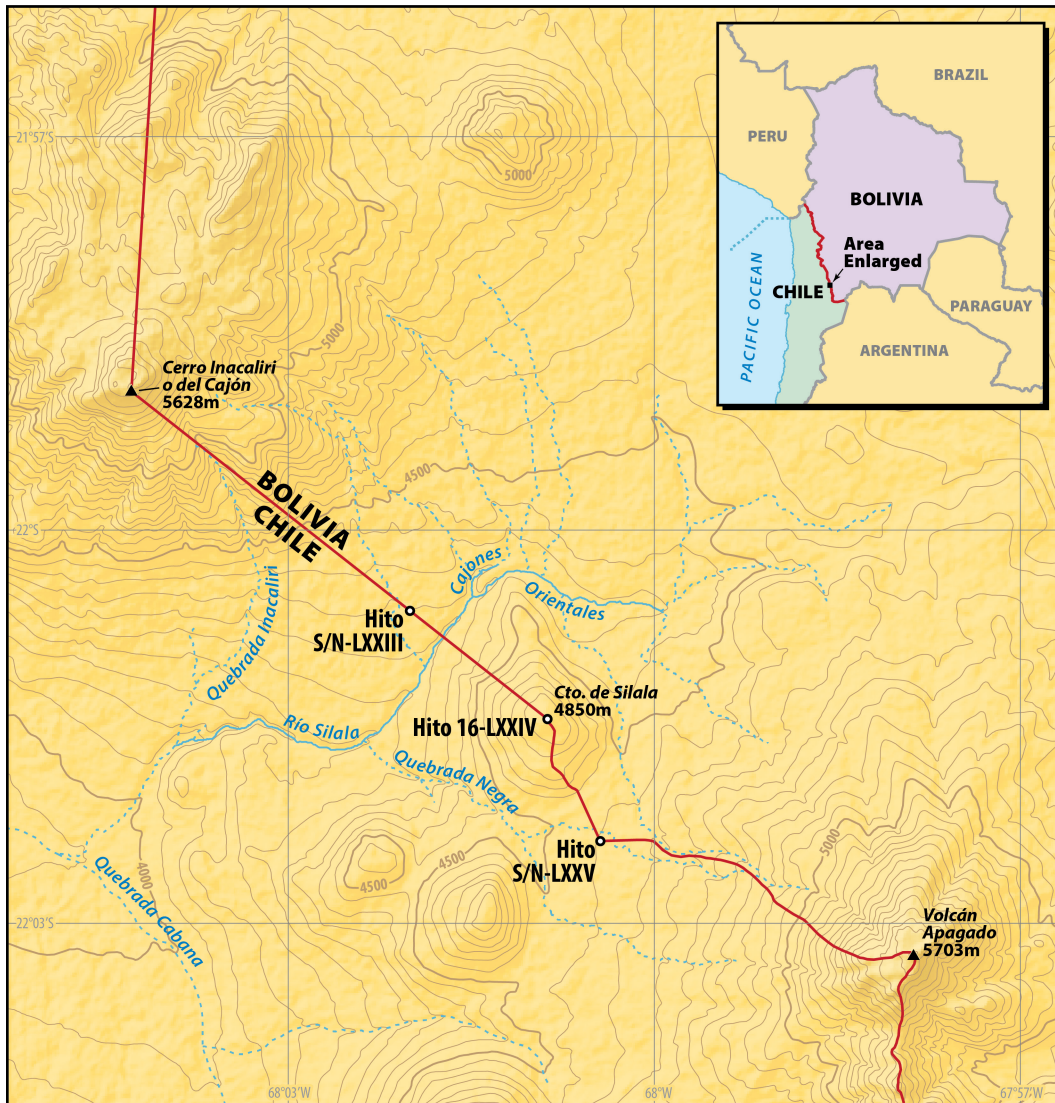 BRAZIL
PERU
BOLIVIA
Area
Enlarged
CHILE
PACIFIC OCEAN
PARAGUAY
ARGENTINA
21°57'S
5000
5000
Cerro Inacaliri
o del Cajón
5628m
4500
BOLIVIA
CHILE
22°S
Cajones
Orientales
Hito
S/N-LXXIII
Quebrada Inacaliri
Cto. de Silala
4850m
Hito 16-LXXIV
Río Silala
Quebrada Negra
Hito
S/N-LXXV
5000
4500
4500
4000
Quebrada Cabana
22°03'S
Volcán
Apagado
5703m
68°03'W
68°W
67°57'W